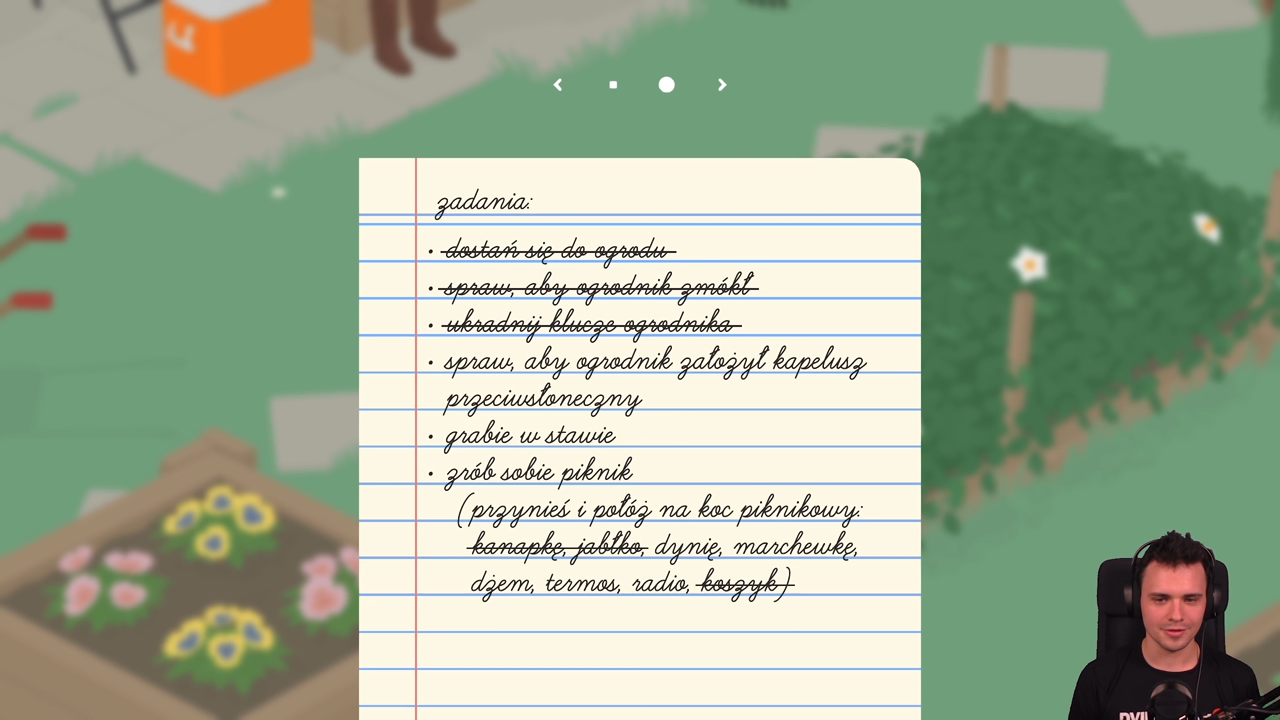 zadania:
• dostań się do ogrodu
• spraw, aby ogrodnik zmókł
• ukradnij klucze ogrodnika
• spraw, aby ogrodnik założył kapelusz
przeciwsłoneczny
• grabie w stawie
• zrób sobie piknik
(przynieś i połóż na koc piknikowy:
kanapkę, jabłko, dynię, marchewkę,
dżem, termos, radio, koszyk)